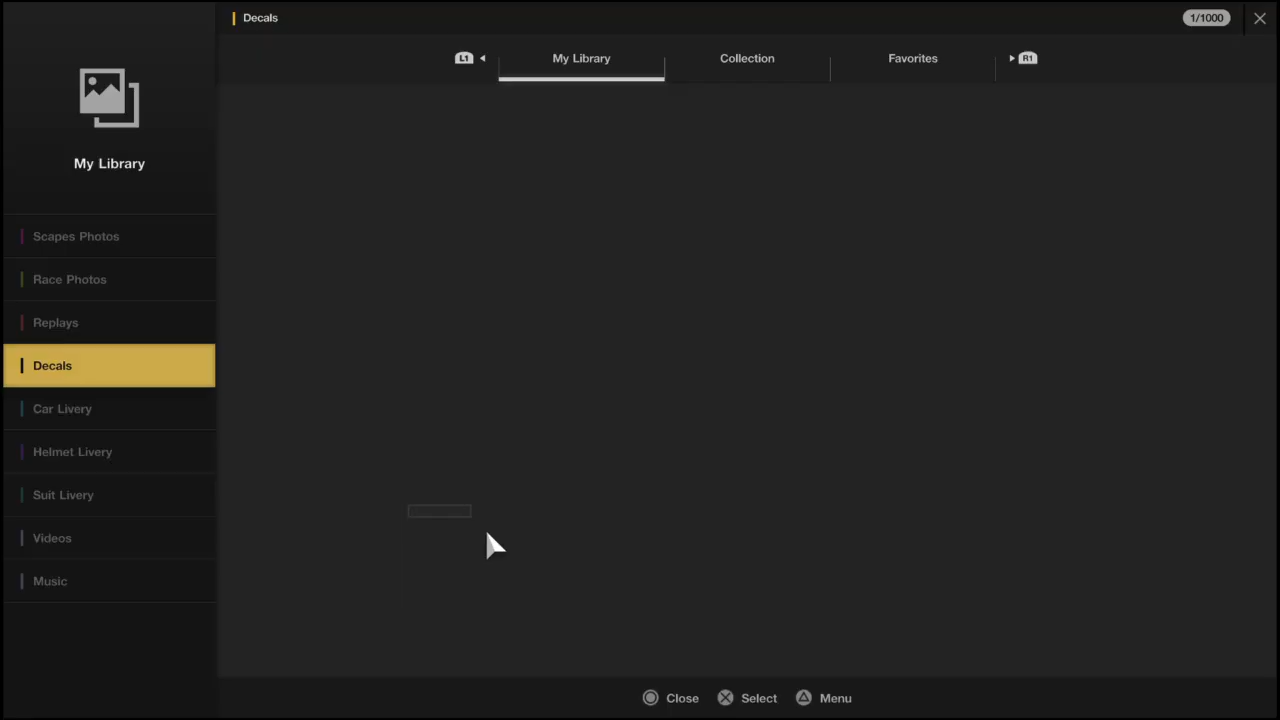 Decals
1/1000
L1
My Library
Collection
Favorites
R1
My Library
Scapes Photos
Race Photos
Replays
Decals
Car Livery
Helmet Livery
Suit Livery
Videos
Music
Close
Select
Menu